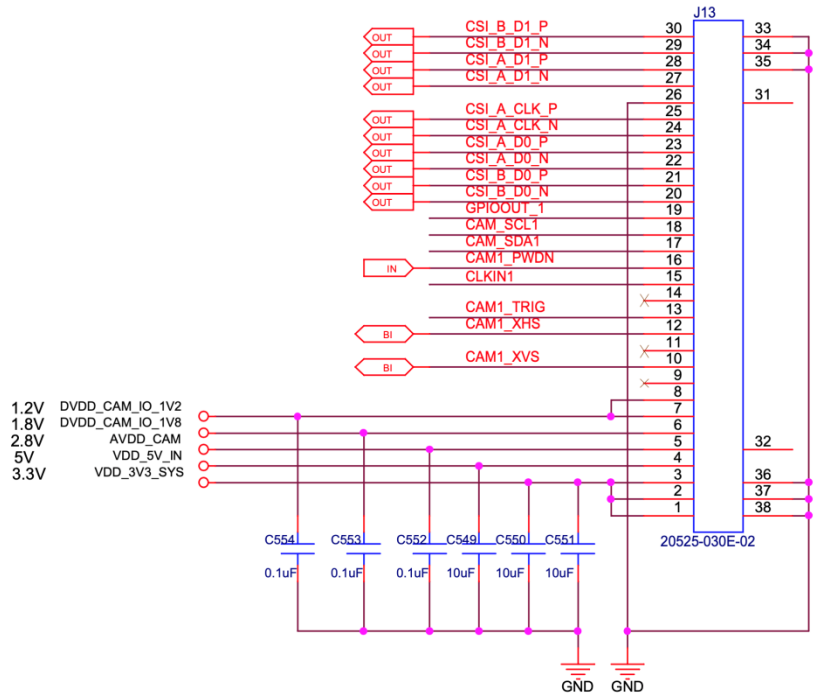 J13
OUT CSI_B_D1_P 30 33
OUT CSI_B_D1_N 29 34
OUT CSI_A_D1_P 28 35
OUT CSI_A_D1_N 27
26 31
OUT CSI_A_CLK_P 25
OUT CSI_A_CLK_N 24
OUT CSI_A_D0_P 23
OUT CSI_A_D0_N 22
OUT CSI_B_D0_P 21
OUT CSI_B_D0_N 20
GPIOOUT_1 19
CAM_SCL1 18
CAM_SDA1 17
IN CAM1_PWDN 16
CLKIN1 15
14
CAM1_TRIG 13
BI CAM1_XHS 12
11
BI CAM1_XVS 10
9
8
1.2V DVDD_CAM_IO_1V2 7
1.8V DVDD_CAM_IO_1V8 6
2.8V AVDD_CAM 5 32
5V VDD_5V_IN 4
3.3V VDD_3V3_SYS 3 36
2 37
1 38
C554 C553 C552 C549 C550 C551 20525-030E-02
0.1uF 0.1uF 0.1uF 10uF 10uF 10uF
GND GND